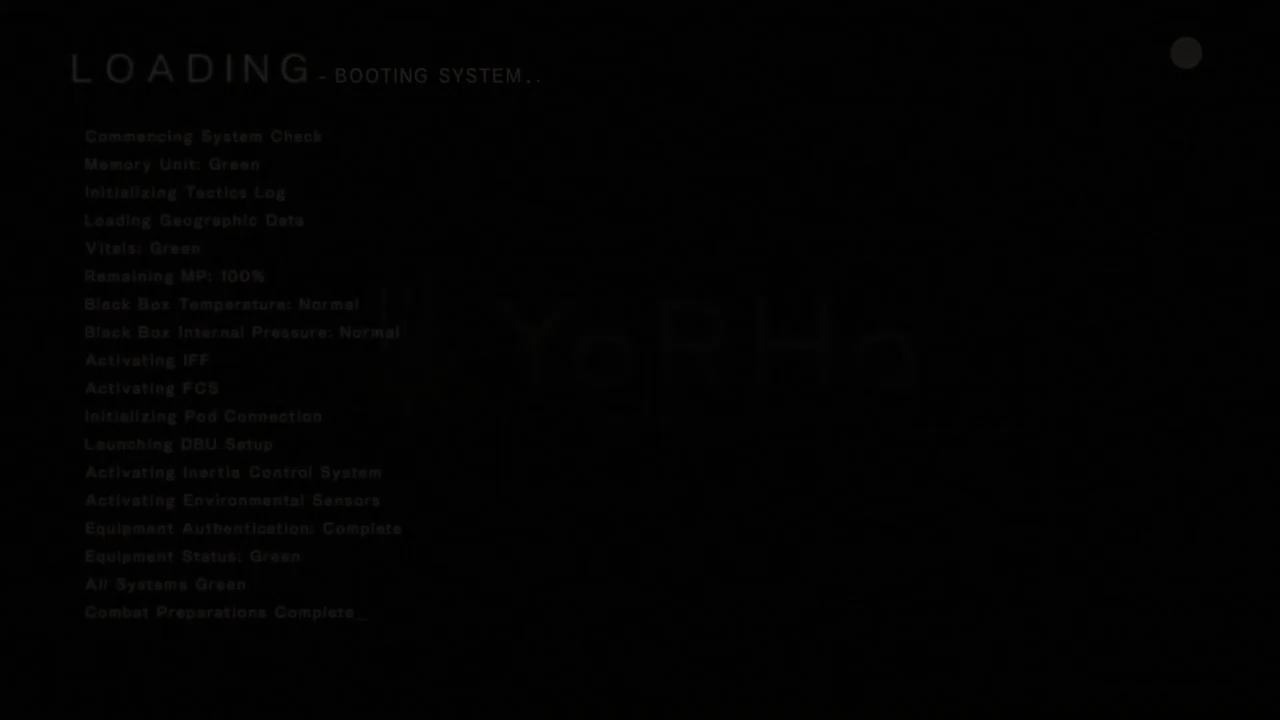 LOADING - BOOTING SYSTEM..
Commencing System Check
Memory Unit: Green
Initializing Tactics Log
Loading Geographic Data
Vitals: Green
Remaining MP: 100%
Black Box Temperature: Normal
Black Box Internal Pressure: Normal
Activating IFF
Activating FCS
Initializing Pod Connection
Launching DBU Setup
Activating Inertia Control System
Activating Environmental Sensors
Equipment Authentication: Complete
Equipment Status: Green
All Systems Green
Combat Preparations Complete_
YoRHa